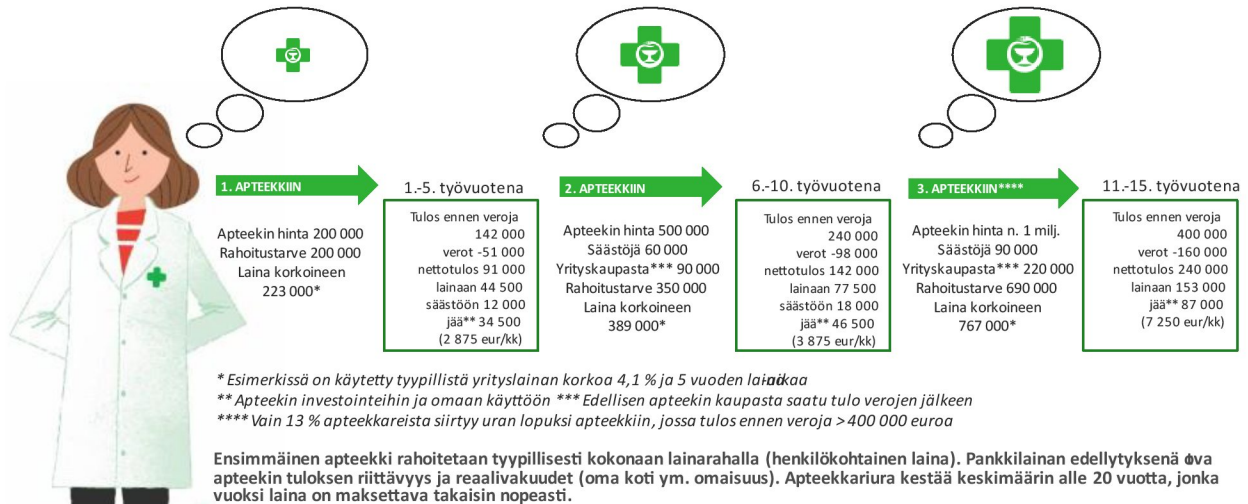 1. APTEEKKIIN
Apteekin hinta 200 000
Rahoitustarve 200 000
Laina korkoineen
223 000*
1.-5. työvuotena
Tulos ennen veroja
142 000
verot -51 000
nettotulos 91 000
lainaan 44 500
säästöön 12 000
jää** 34 500
(2 875 eur/kk)
2. APTEEKKIIN
Apteekin hinta 500 000
Säästöjä 60 000
Yrityskaupasta*** 90 000
Rahoitustarve 350 000
Laina korkoineen
389 000*
6.-10. työvuotena
Tulos ennen veroja
240 000
verot -98 000
nettotulos 142 000
lainaan 77 500
säästöön 18 000
jää** 46 500
(3 875 eur/kk)
3. APTEEKKIIN****
Apteekin hinta n. 1 milj.
Säästöjä 90 000
Yrityskaupasta*** 220 000
Rahoitustarve 690 000
Laina korkoineen
767 000*
11.-15. työvuotena
Tulos ennen veroja
400 000
verot -160 000
nettotulos 240 000
lainaan 153 000
jää** 87 000
(7 250 eur/kk)
* Esimerkissä on käytetty tyypillistä yrityslainan korkoa 4,1 % ja 5 vuoden
** Apteekin investointeihin ja omaan käyttöön *** Edellisen apteekin kaupasta saatu tulo verojen jälkeen
**** Vain 13 % apteekkareista siirtyy uran lopuksi apteekkiin, jossa tulos ennen veroja > 400 000 euroa
Ensimmäinen apteekki rahoitetaan tyypillisesti kokonaan lainarahalla (henkilökohtainen laina). Pankkilainan edellytyksenä
apteekin tuloksen riittävyys ja reaalivakuudet (oma koti ym. omaisuus). Apteekkariura kestää keskimäärin alle 20 vuotta, jonka
vuoksi laina on maksettava takaisin nopeasti.